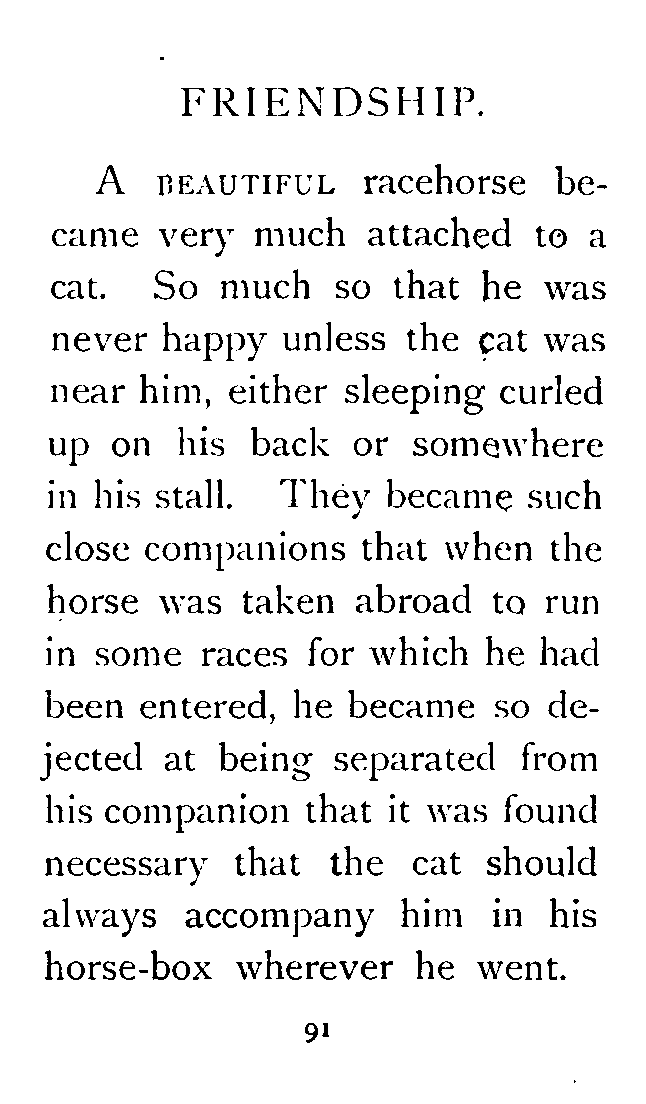 FRIENDSHIP.
A BEAUTIFUL racehorse be-
came very much attached to a
cat. So much so that he was
never happy unless the cat was
near him, either sleeping curled
up on his back or somewhere
in his stall. They became such
close companions that when the
horse was taken abroad to run
in some races for which he had
been entered, he became so de-
jected at being separated from
his companion that it was found
necessary that the cat should
always accompany him in his
horse-box wherever he went.
91